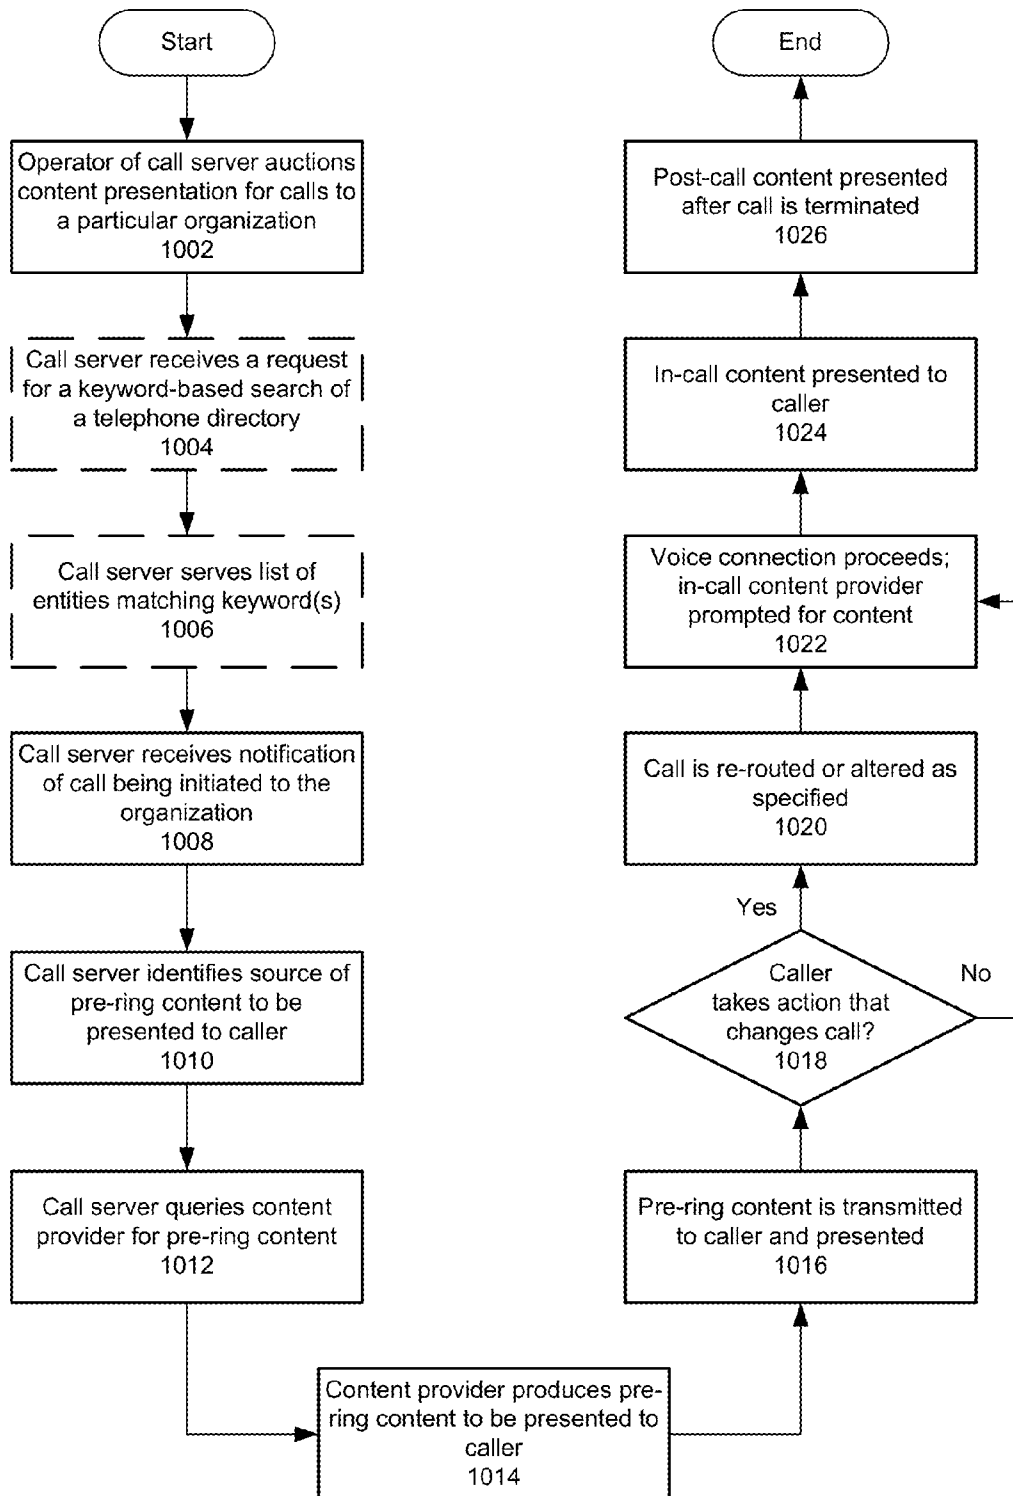 Start
Operator of call server auctions
content presentation for calls to
a particular organization
1002
Call server receives a request
for a keyword-based search of
a telephone directory
1004
Call server serves list of
entities matching keyword(s)
1006
Call server receives notification
of call being initiated to the
organization
1008
Call server identifies source of
pre-ring content to be
presented to caller
1010
Call server queries content
provider for pre-ring content
1012
Content provider produces pre-
ring content to be presented to
caller
1014
Pre-ring content is transmitted
to caller and presented
1016
Caller
takes action that
changes call?
1018
No
Yes
Call is re-routed or altered as
specified
1020
Voice connection proceeds;
in-call content provider
prompted for content
1022
In-call content presented to
caller
1024
Post-call content presented
after call is terminated
1026
End